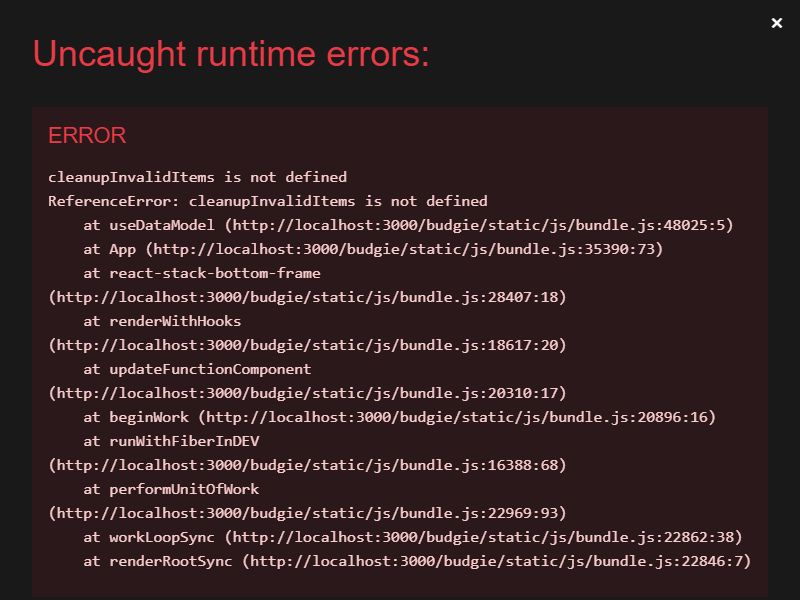 ×
Uncaught runtime errors:
ERROR
cleanupInvalidItems is not defined
ReferenceError: cleanupInvalidItems is not defined
at useDataModel (http://localhost:3000/budgie/static/js/bundle.js:48025:5)
at App (http://localhost:3000/budgie/static/js/bundle.js:35390:73)
at react-stack-bottom-frame
(http://localhost:3000/budgie/static/js/bundle.js:28407:18)
at renderWithHooks
(http://localhost:3000/budgie/static/js/bundle.js:18617:20)
at updateFunctionComponent
(http://localhost:3000/budgie/static/js/bundle.js:20310:17)
at beginWork (http://localhost:3000/budgie/static/js/bundle.js:20896:16)
at runWithFiberInDEV
(http://localhost:3000/budgie/static/js/bundle.js:16388:68)
at performUnitOfWork
(http://localhost:3000/budgie/static/js/bundle.js:22969:93)
at workLoopSync (http://localhost:3000/budgie/static/js/bundle.js:22862:38)
at renderRootSync (http://localhost:3000/budgie/static/js/bundle.js:22846:7)